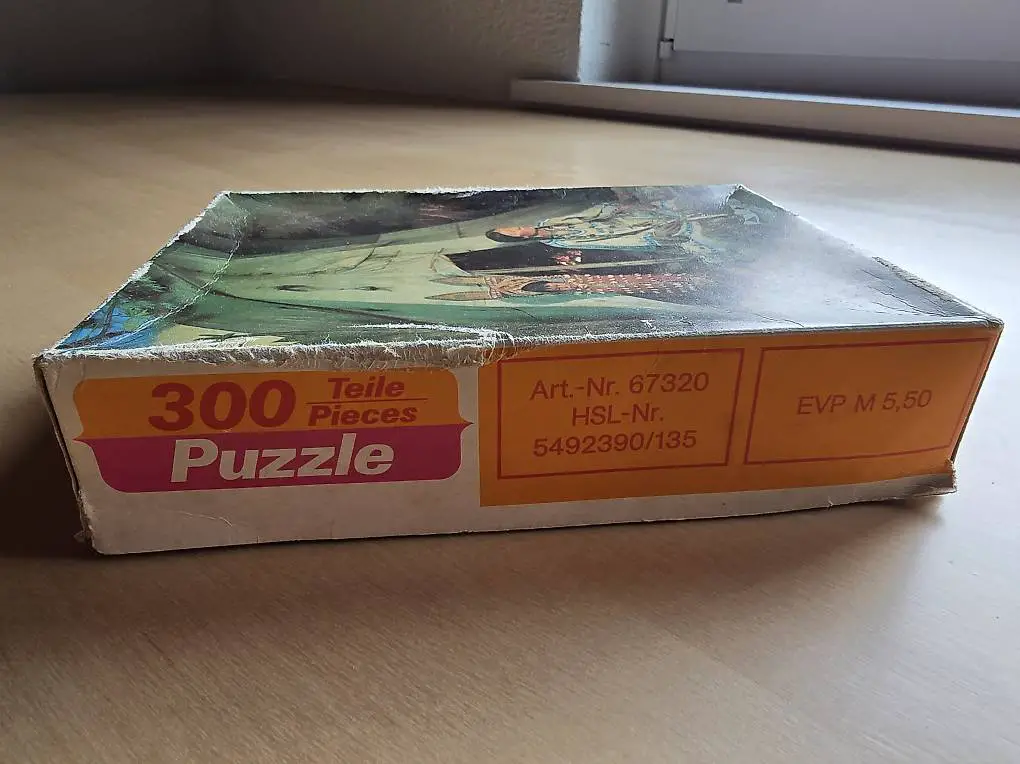 300 Teile
Pieces
Puzzle
Art.-Nr. 67320
HSL-Nr.
5492390/135
EVP M 5,50